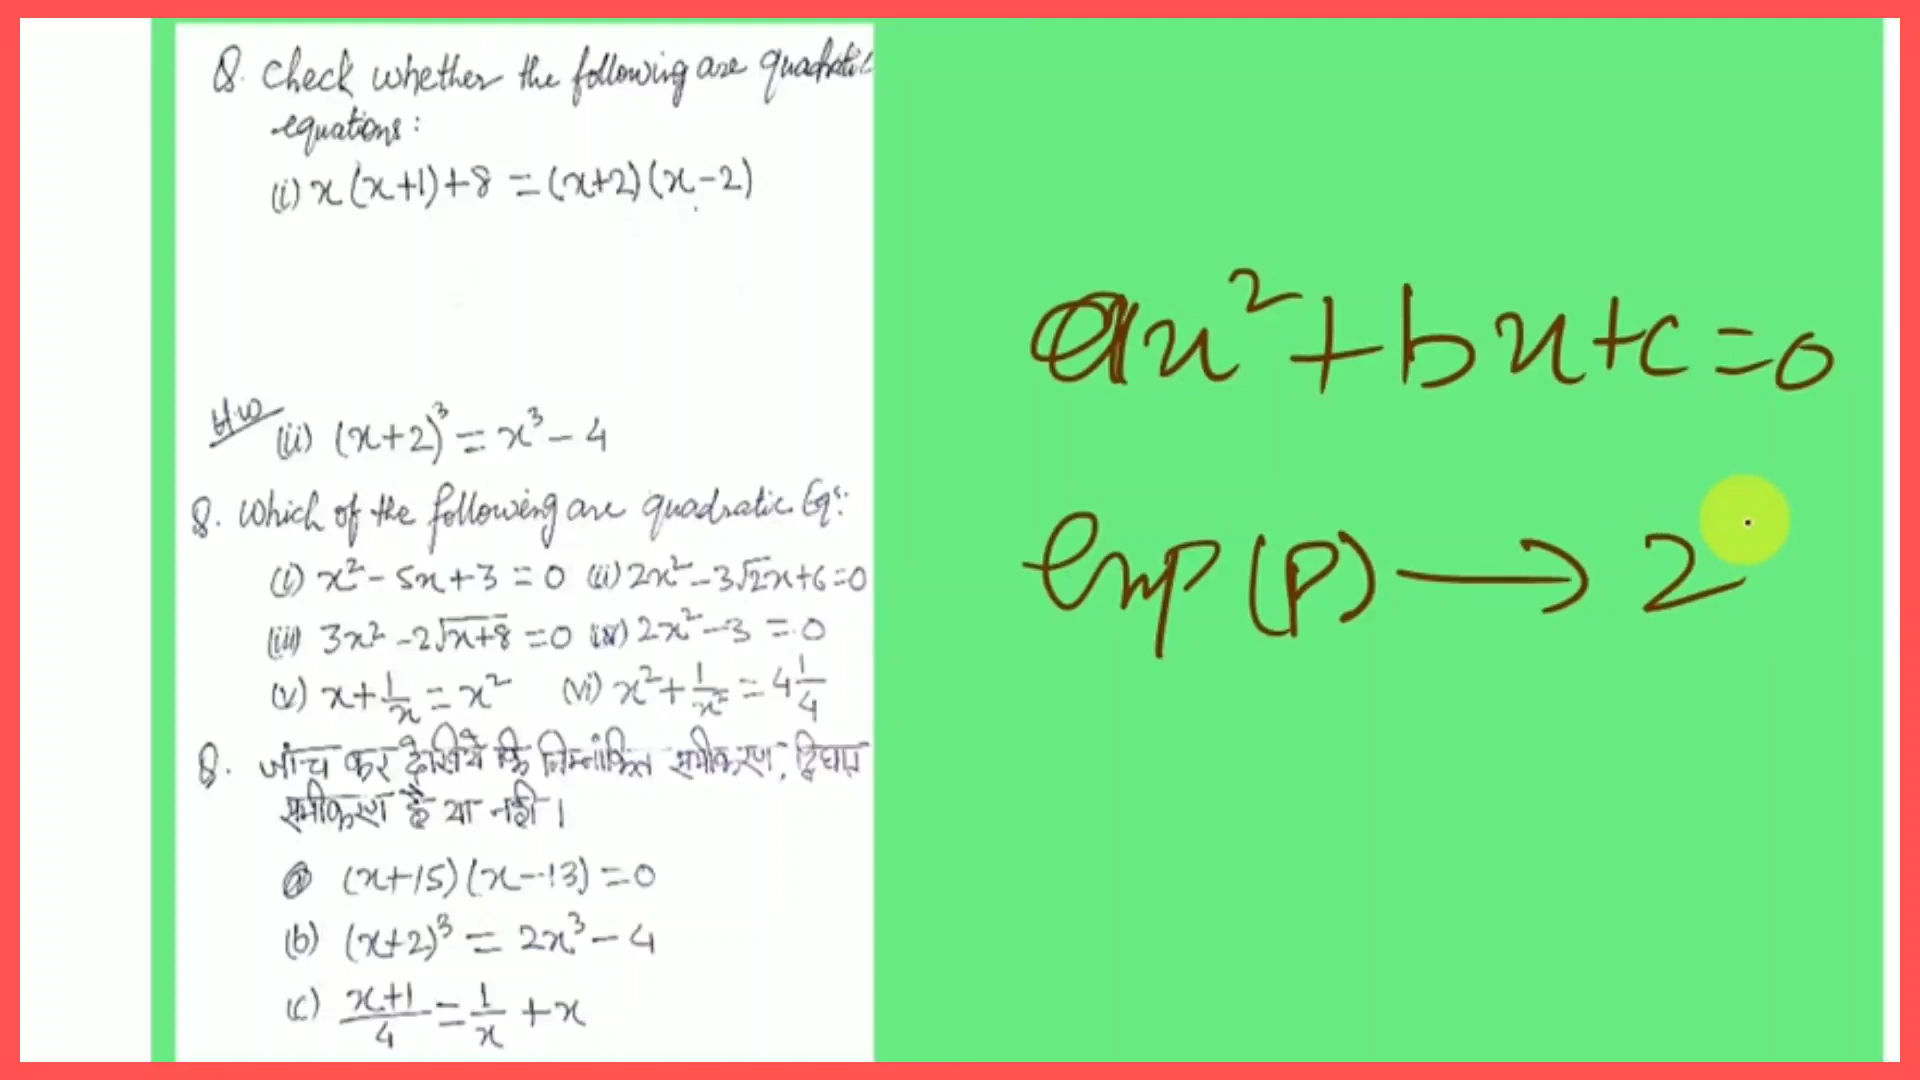 Q. Check whether the following are quadratic
equations:
(i) x(x+1)+8 = (x+2)(x-2)
H.W
(ii) (x+2)³ = x³ - 4
Q. Which of the following are quadratic Eqs:
(i) x² - 5x + 3 = 0 (ii) 2x² - 3√2x + 6 = 0
(iii) 3x² - 2√x+8 = 0 (iv) 2x² - 3 = 0
(v) x + 1/x = x² (vi) x² + 1/x² = 4 1/4
Q. जांच कर देखिये कि निम्नांकित समीकरण, द्विघात
समीकरण है या नही ।
(a) (x+15)(x-13) = 0
(b) (x+2)³ = 2x³ - 4
(c) x+1/4 = 1/x + x
ax² + bx + c = 0
exp(P) → 2